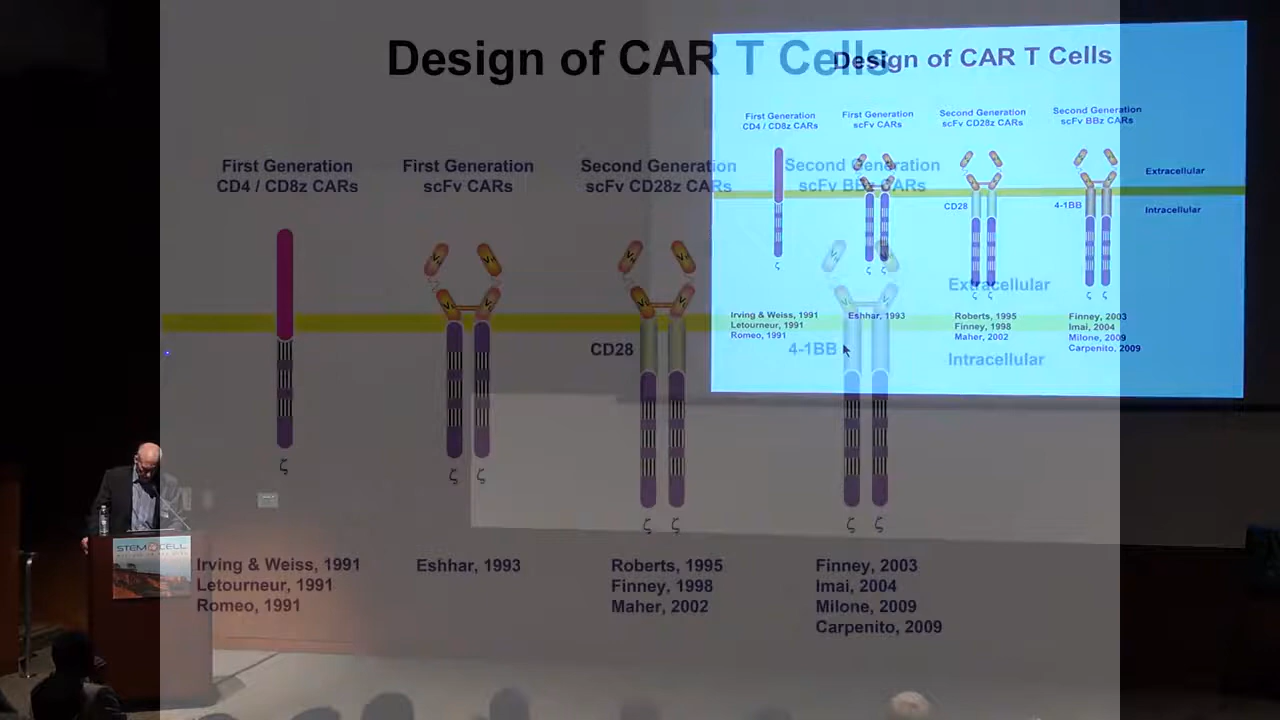 Design of CAR T Cells
First Generation
CD4 / CD8z CARs
First Generation
scFv CARs
Second Generation
scFv CD28z CARs
Second Generation
scFv BBz CARs
Extracellular
Intracellular
CD28
4-1BB
ζ
ζ ζ
ζ ζ
ζ ζ
Irving & Weiss, 1991
Letourneur, 1991
Romeo, 1991
Eshhar, 1993
Roberts, 1995
Finney, 1998
Maher, 2002
Finney, 2003
Imai, 2004
Milone, 2009
Carpenito, 2009
Design of CAR T Cells
First Generation
CD4 / CD8z CARs
First Generation
scFv CARs
Second Generation
scFv CD28z CARs
Second Generation
scFv BBz CARs
Extracellular
Intracellular
CD28
4-1BB
ζ
ζ ζ
ζ ζ
ζ ζ
Irving & Weiss, 1991
Letourneur, 1991
Romeo, 1991
Eshhar, 1993
Roberts, 1995
Finney, 1998
Maher, 2002
Finney, 2003
Imai, 2004
Milone, 2009
Carpenito, 2009
STEM CELL